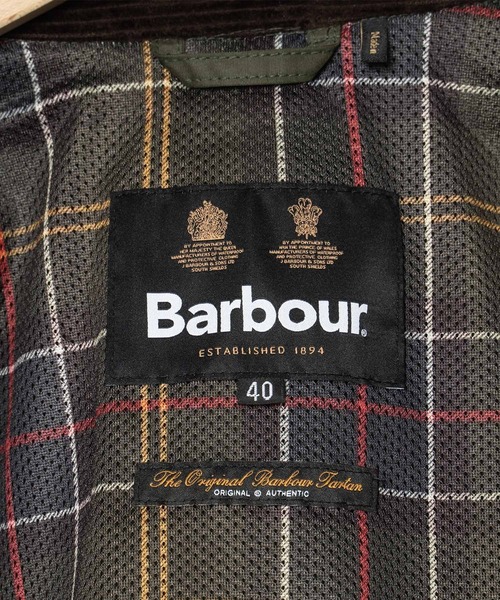 BY APPOINTMENT TO
HER MAJESTY THE QUEEN
MANUFACTURERS OF WATERPROOF
AND PROTECTIVE CLOTHING
J BARBOUR & SONS LTD
SOUTH SHIELDS
BY APPOINTMENT TO
HRH THE PRINCE OF WALES
MANUFACTURERS OF WATERPROOF
AND PROTECTIVE CLOTHING
J BARBOUR & SONS LTD
SOUTH SHIELDS
Barbour®
ESTABLISHED 1894
40
The Original Barbour Tartan
ORIGINAL © AUTHENTIC